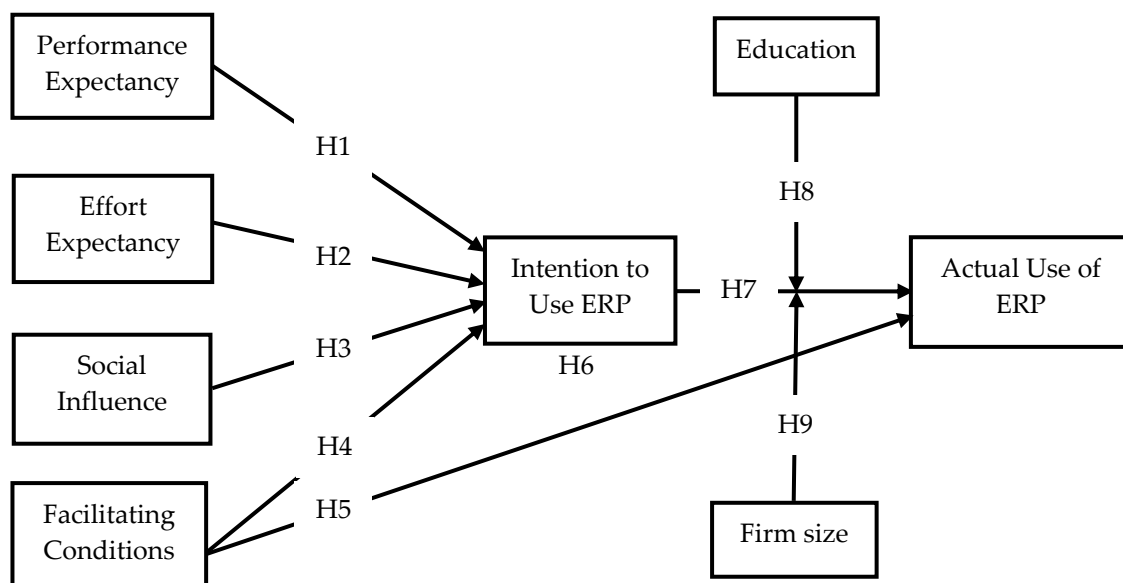 Performance
Expectancy
Education
H1
Effort
Expectancy
H8
H2
Intention to
Use ERP
H7
Actual Use of
ERP
Social
Influence
H3
H6
H9
H4
Facilitating
Conditions
H5
Firm size